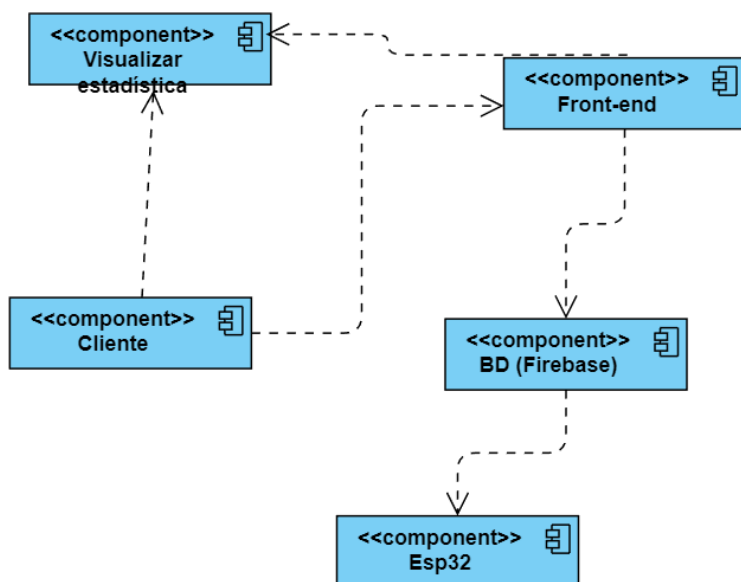 <<component>>
Visualizar
estadística
<<component>>
Front-end
<<component>>
Cliente
<<component>>
BD (Firebase)
<<component>>
Esp32